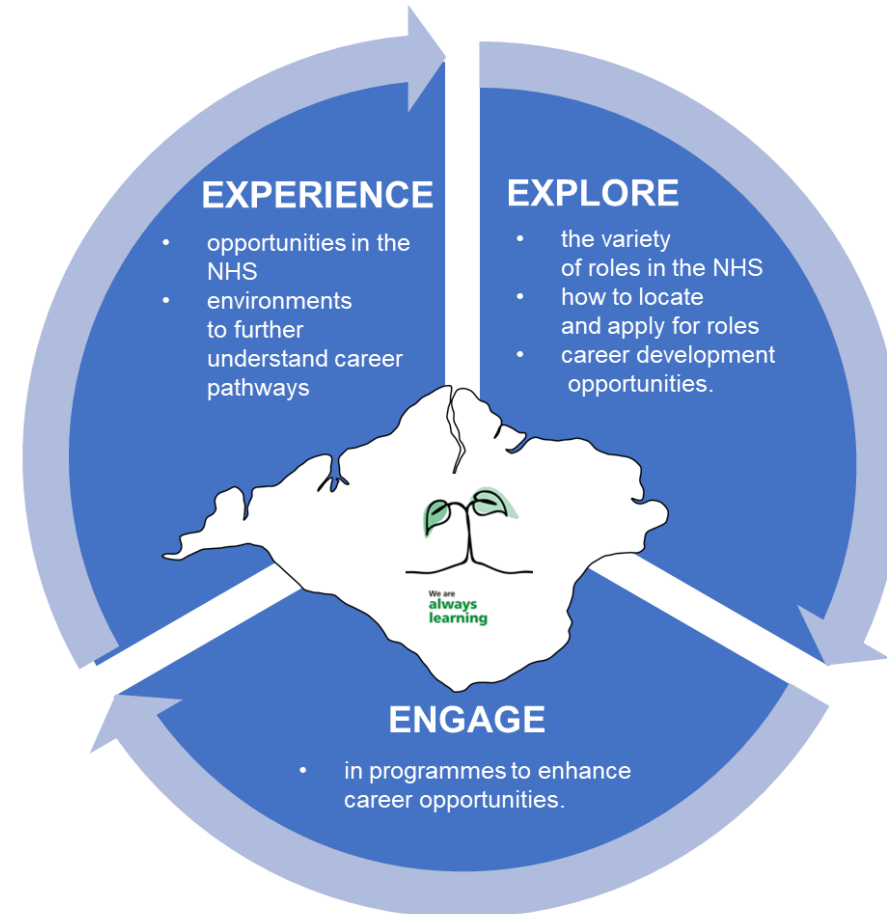 EXPERIENCE
• opportunities in the
NHS
• environments
to further
understand career
pathways
EXPLORE
• the variety
of roles in the NHS
• how to locate
and apply for roles
• career development
opportunities.
We are
always
learning
ENGAGE
• in programmes to enhance
career opportunities.